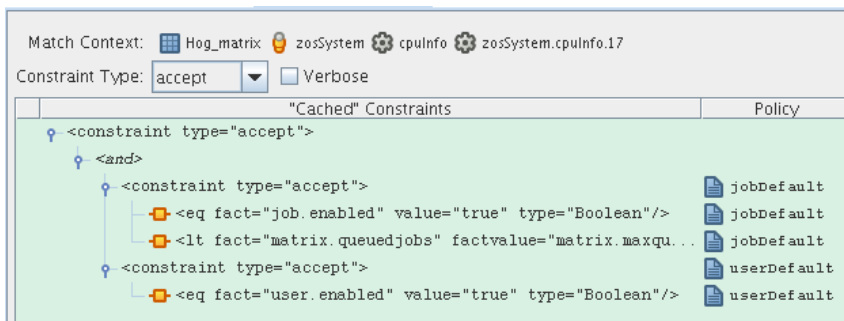 Match Context: Hog_matrix zosSystem cpuInfo zosSystem.cpuInfo.17
Constraint Type: accept Verbose
"Cached" Constraints Policy
<constraint type="accept">
<and>
<constraint type="accept"> jobDefault
<eq fact="job.enabled" value="true" type="Boolean"/> jobDefault
<lt fact="matrix.queuedjobs" factvalue="matrix.maxqu... jobDefault
<constraint type="accept"> userDefault
<eq fact="user.enabled" value="true" type="Boolean"/> userDefault